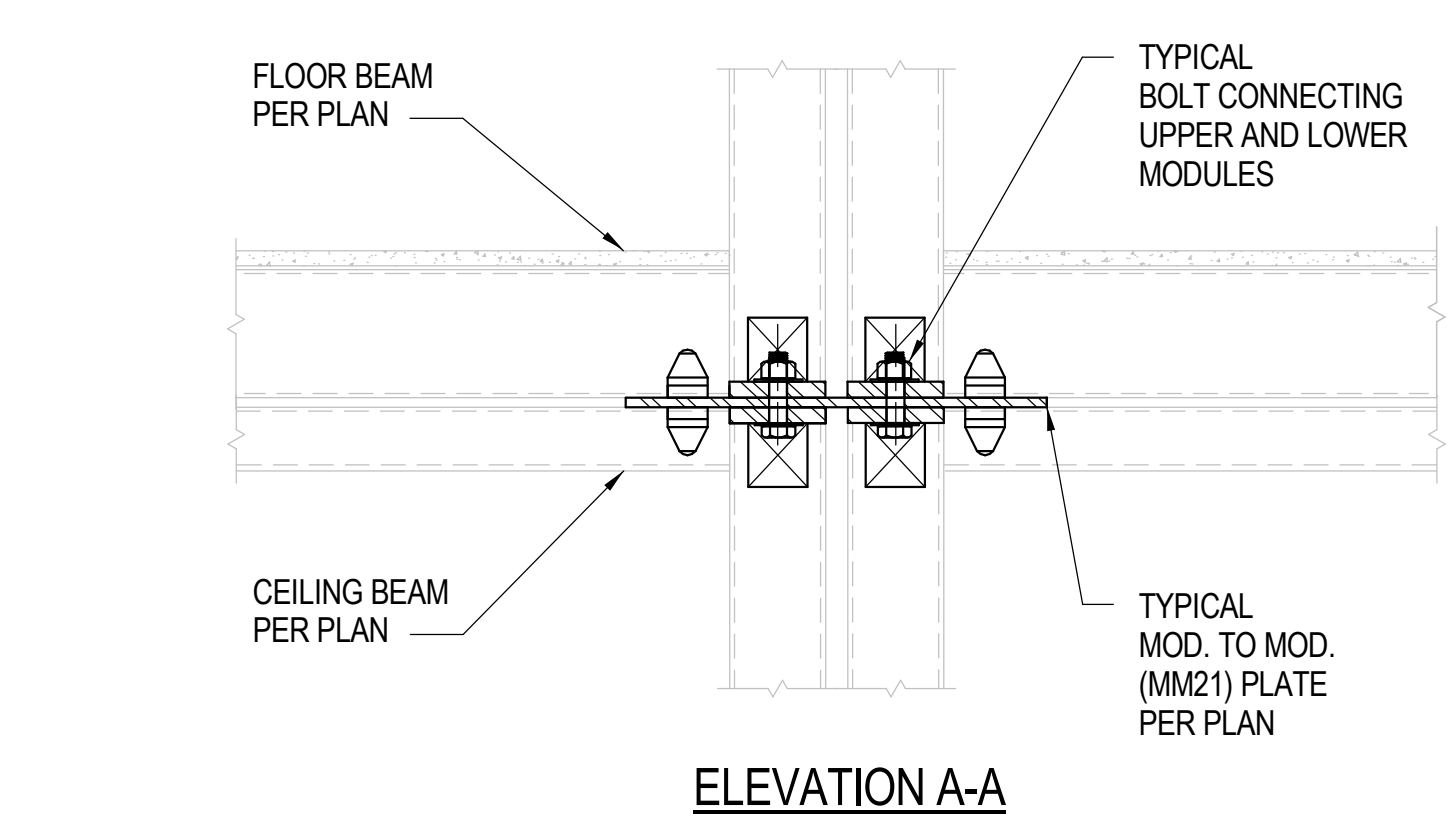 FLOOR BEAM
PER PLAN
TYPICAL
BOLT CONNECTING
UPPER AND LOWER
MODULES
CEILING BEAM
PER PLAN
TYPICAL
MOD. TO MOD.
(MM21) PLATE
PER PLAN
ELEVATION A-A